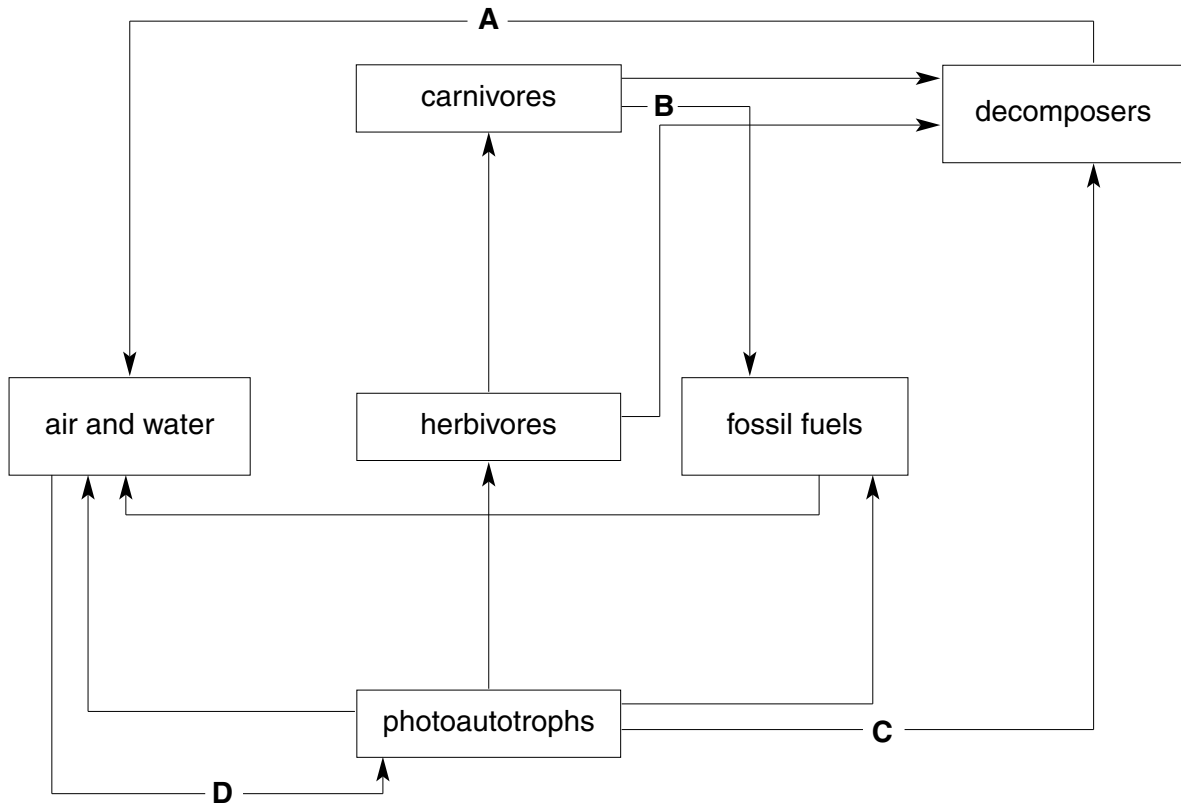 A
carnivores
B
decomposers
air and water
herbivores
fossil fuels
photoautotrophs
C
D